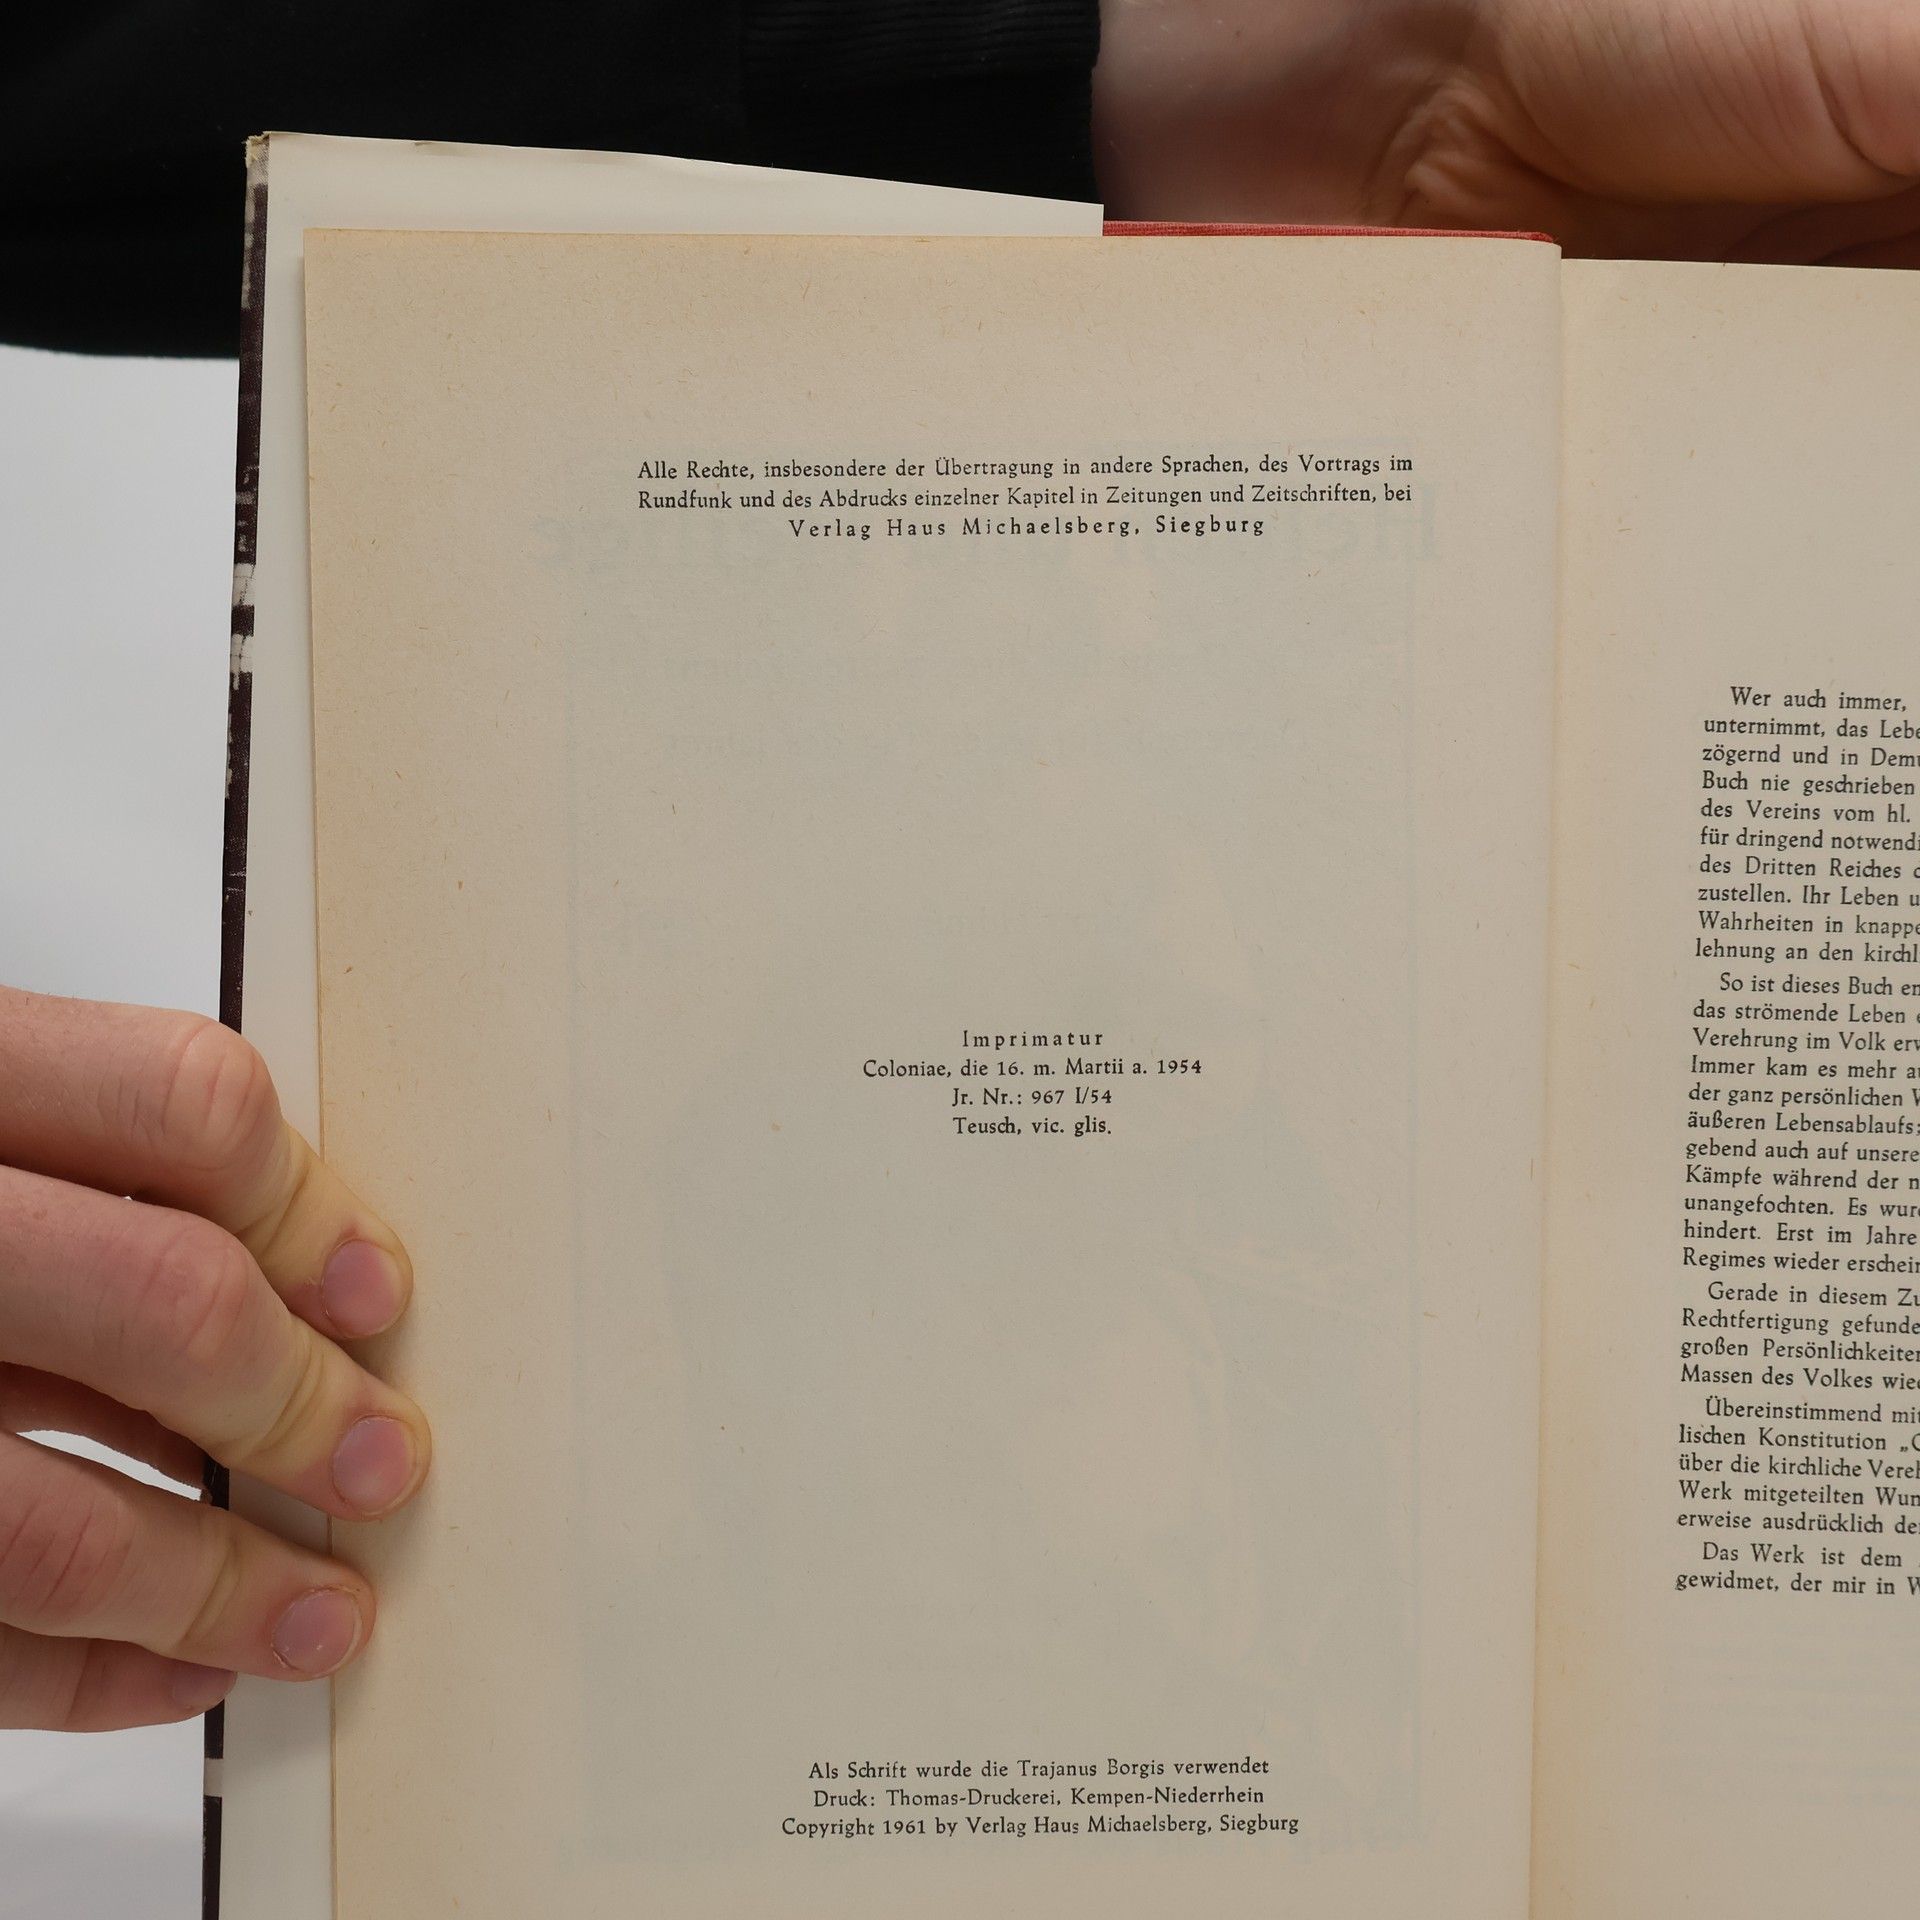 Alle Rechte, insbesondere der Übertragung in andere Sprachen, des Vortrags im
Rundfunk und des Abdrucks einzelner Kapitel in Zeitungen und Zeitschriften, bei
Verlag Haus Michaelsberg, Siegburg
Imprimatur
Coloniae, die 16. m. Martii a. 1954
Jr. Nr.: 967 I/54
Teusch, vic. glis.
Als Schrift wurde die Trajanus Borgis verwendet
Druck: Thomas-Druckerei, Kempen-Niederrhein
Copyright 1961 by Verlag Haus Michaelsberg, Siegburg
Wer auch immer,
unternimmt, das
zögernd und in
Buch nie geschrieben
des Vereins vom hl.
für dringend
des Dritten Reiches
zustellen. Ihr Leben
Wahrheiten in
lehnung an den
So ist dieses Buch
das strömende Leben
Verehrung im Volk
Immer kam es mehr
der ganz persönlichen
äußeren Lebensablaufs;
gebend auch auf
Kämpfe während der
unangefochten. Es
hindert. Erst im Jahre
Regimes wieder
Gerade in diesem
Rechtfertigung
großen
Massen des Volkes
Übereinstimmend mit
lischen Konstitution
über die kirchliche
Werk mitgeteilten
erweise ausdrücklich
Das Werk ist dem
gewidmet, der mir in